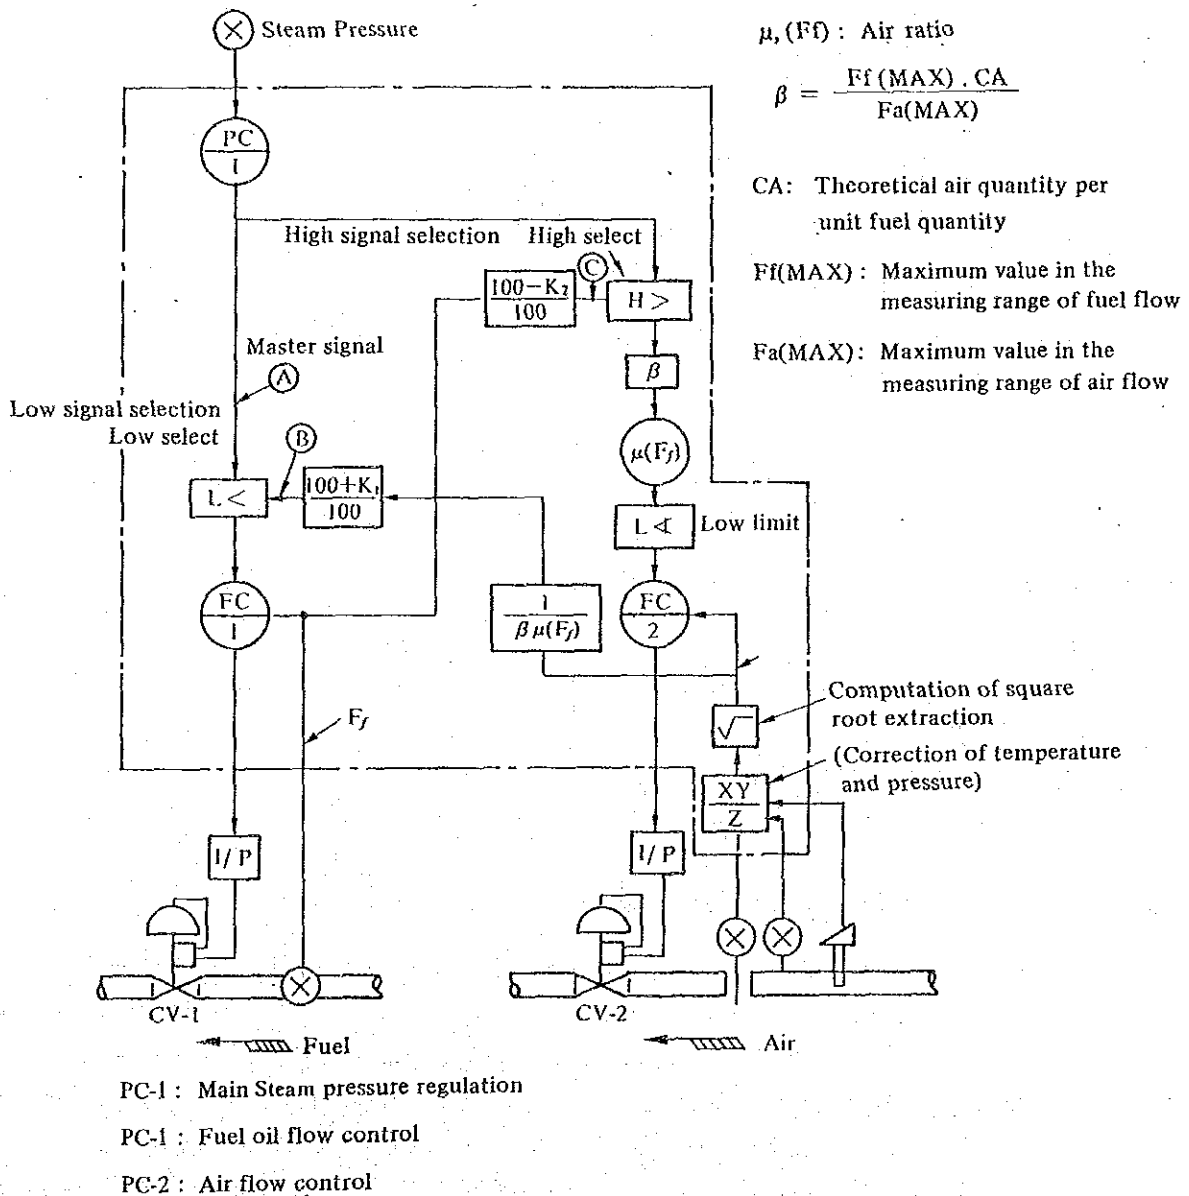 Steam Pressure
μ, (Ff) : Air ratio
β = Ff (MAX) . CA / Fa(MAX)
PC
1
CA: Theoretical air quantity per
unit fuel quantity
High signal selection High select
C
Ff(MAX) : Maximum value in the
measuring range of fuel flow
100−K₂
100
H >
Master signal
A
β
Fa(MAX): Maximum value in the
measuring range of air flow
Low signal selection
Low select
B
μ(Ff)
L <
100+K₁
100
L ∢ Low limit
FC
1
1
β μ(Ff)
FC
2
Computation of square
root extraction
√
Ff
(Correction of temperature
and pressure)
XY
Z
I/P
I/P
CV-1
CV-2
Fuel
Air
PC-1 : Main Steam pressure regulation
PC-1 : Fuel oil flow control
PC-2 : Air flow control